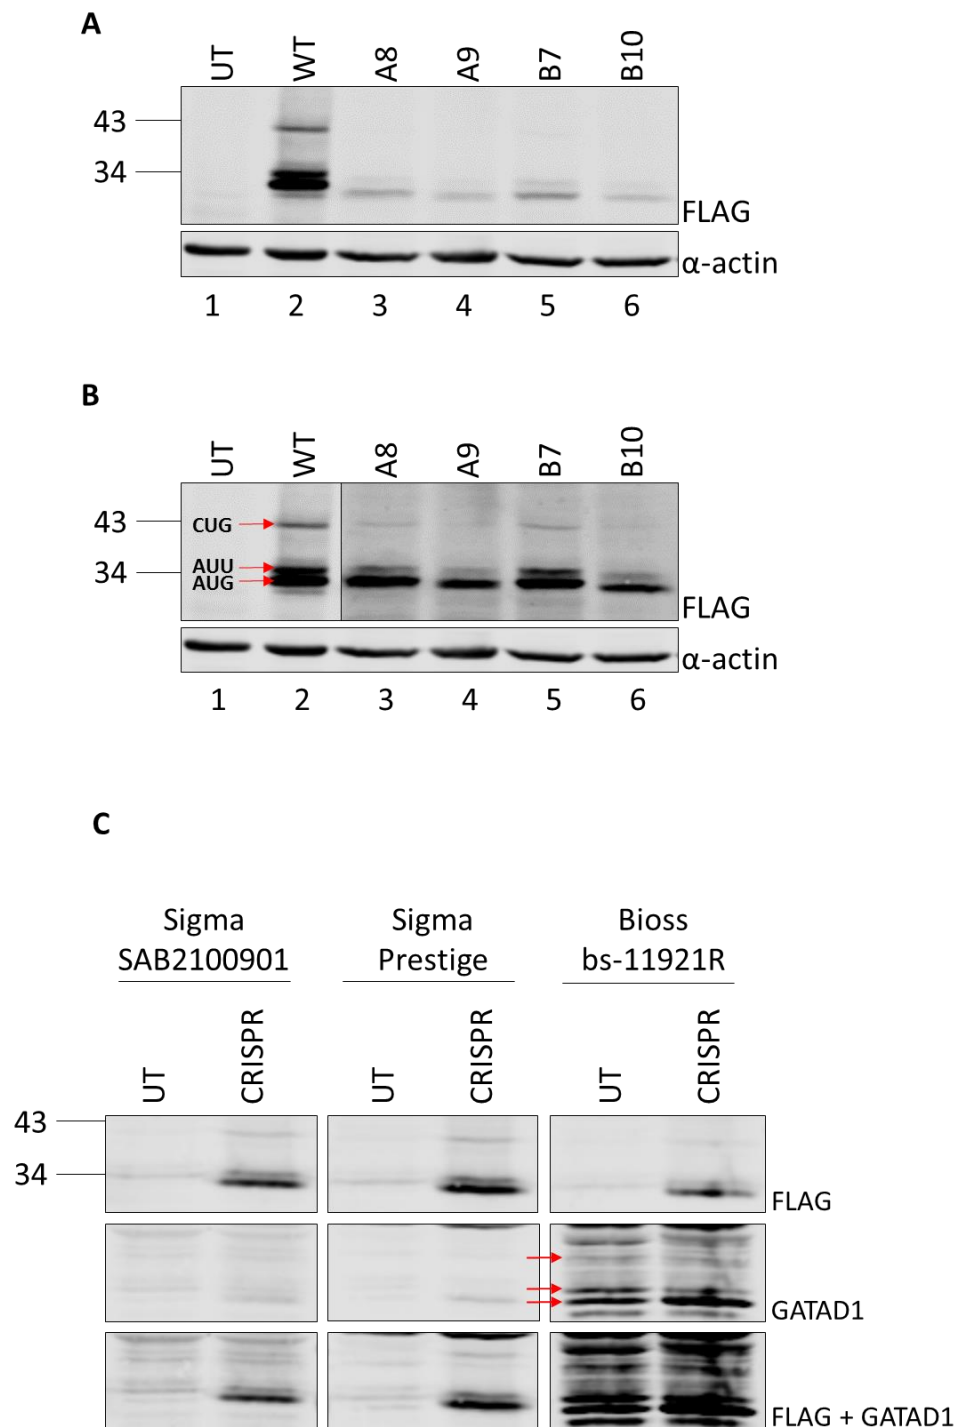 A
UT WT A8 A9 B7 B10
43
34
FLAG
α-actin
1 2 3 4 5 6
B
UT WT A8 A9 B7 B10
43
CUG
AUU
34
AUG
FLAG
α-actin
1 2 3 4 5 6
C
Sigma Sigma Bioss
SAB2100901 Prestige bs-11921R
UT CRISPR UT CRISPR UT CRISPR
43
34
FLAG
GATAD1
FLAG + GATAD1